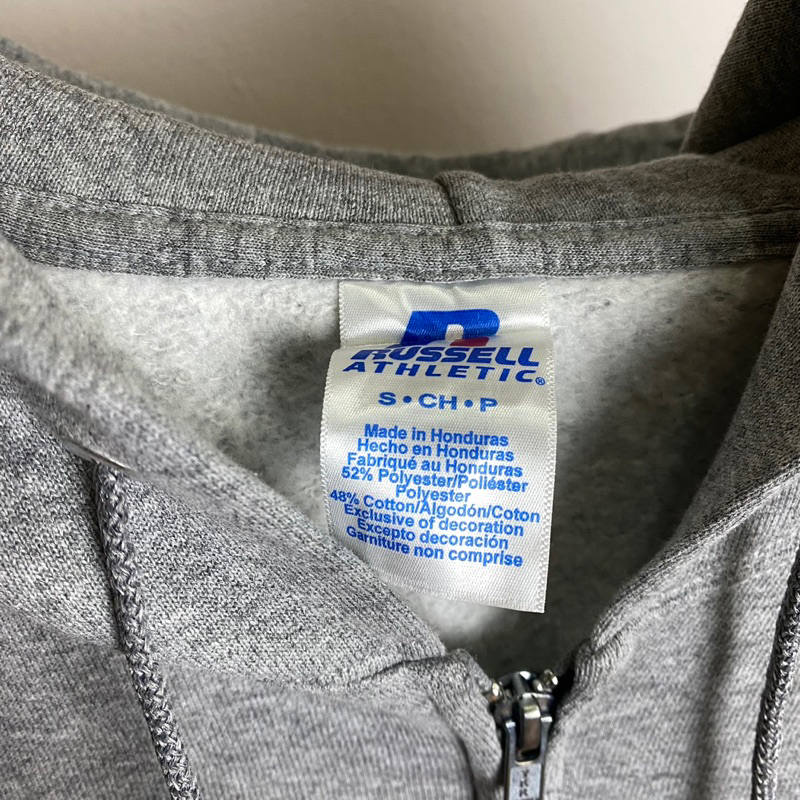 RUSSELL
ATHLETIC®
S • CH • P
Made in Honduras
Hecho en Honduras
Fabriqué au Honduras
52% Polyester/Poliéster
Polyester
48% Cotton/Algodón/Coton
Exclusive of decoration
Excepto decoración
Garniture non comprise
YKK